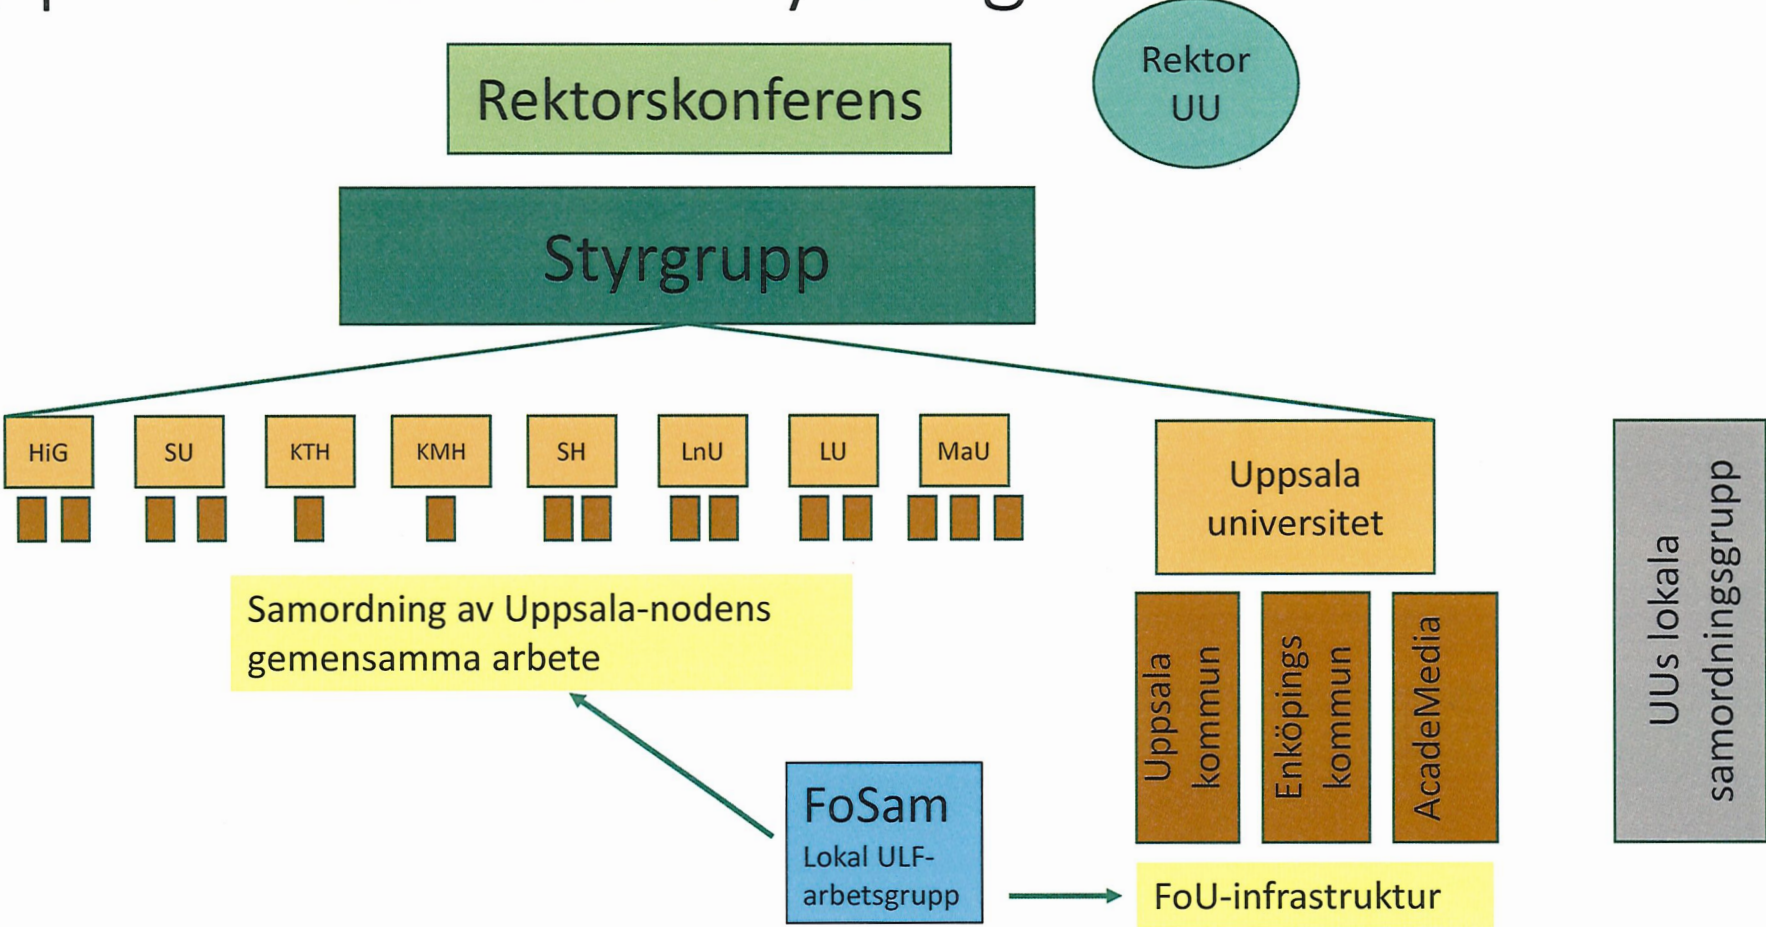 Rektorskonferens
Rektor
UU
Styrgrupp
HiG
SU
KTH
KMH
SH
LnU
LU
MaU
Uppsala
universitet
UUs lokala
samordningsgrupp
Samordning av Uppsala-nodens
gemensamma arbete
Uppsala
kommun
Enköpings
kommun
AcadeMedia
FoSam
Lokal ULF-
arbetsgrupp
FoU-infrastruktur